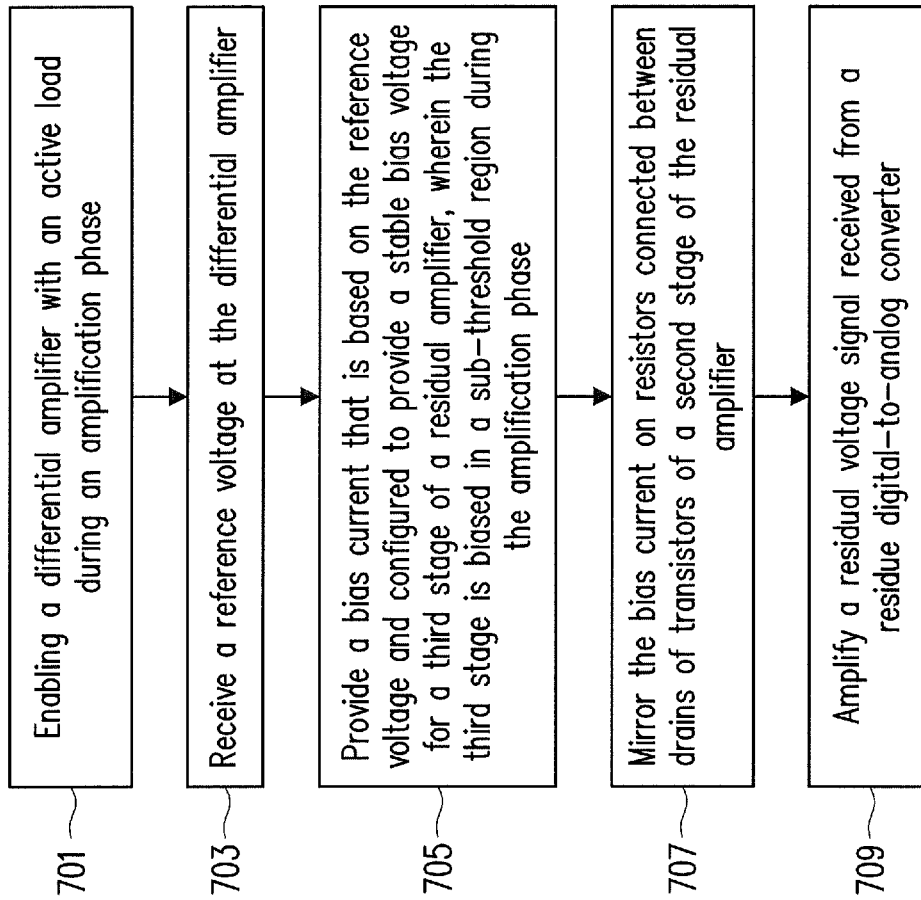 701
Enabling a differential amplifier with an active load
during an amplification phase
703
Receive a reference voltage at the differential amplifier
705
Provide a bias current that is based on the reference
voltage and configured to provide a stable bias voltage
for a third stage of a residual amplifier, wherein the
third stage is biased in a sub-threshold region during
the amplification phase
707
Mirror the bias current on resistors connected between
drains of transistors of a second stage of the residual
amplifier
709
Amplify a residual voltage signal received from a
residue digital-to-analog converter